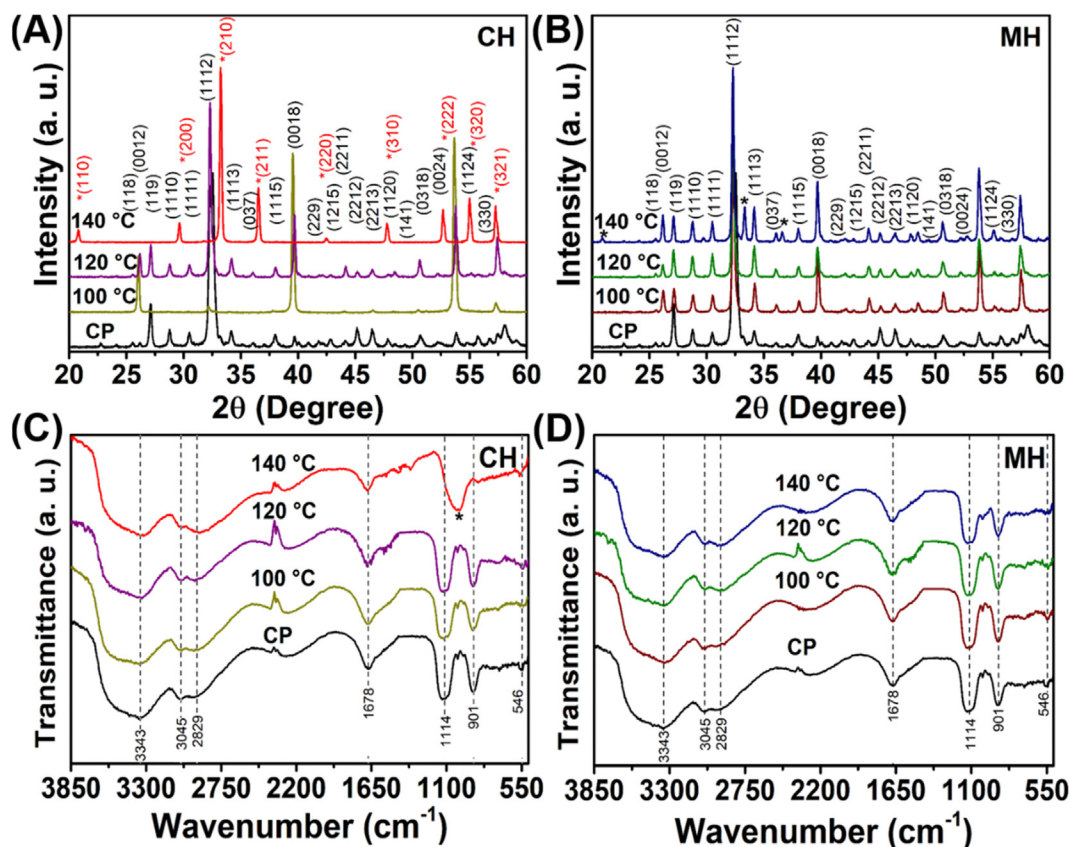 (A)
CH
Intensity (a. u.)
*(110)
(118)
(0012)
(119)
(1110)
*(200)
(1111)
(1112)
*(210)
(1113)
(037)
*(211)
(1115)
(0018)
(229)
*(220)
(1215)
(2211)
(2212)
(2213)
*(310)
(1120)
(141)
(0318)
(0024)
*(222)
(1124)
*(320)
(330)
*(321)
140 °C
120 °C
100 °C
CP
20 25 30 35 40 45 50 55 60
2θ (Degree)
(B)
MH
Intensity (a. u.)
(118)
(0012)
(119)
(1110)
(1111)
(1112)
*
(1113)
(037)
*
(1115)
(0018)
(229)
(1215)
(2211)
(2212)
(2213)
(1120)
(141)
(0318)
(0024)
(1124)
(330)
140 °C
*
120 °C
100 °C
CP
20 25 30 35 40 45 50 55 60
2θ (Degree)
(C)
CH
Transmittance (a. u.)
140 °C
*
120 °C
100 °C
CP
3343
3045
2829
1678
1114
901
546
3850 3300 2750 2200 1650 1100 550
Wavenumber (cm-1)
(D)
MH
Transmittance (a. u.)
140 °C
120 °C
100 °C
CP
3343
3045
2829
1678
1114
901
546
3850 3300 2750 2200 1650 1100 550
Wavenumber (cm-1)